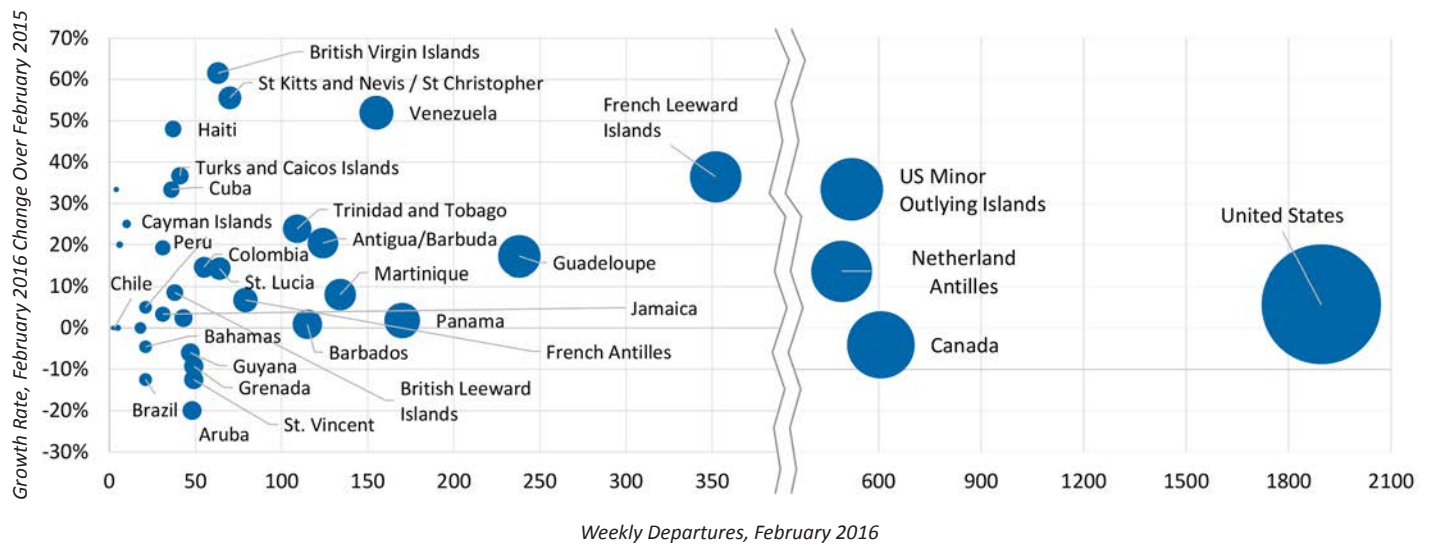 Growth Rate, February 2016 Change Over February 2015
70%
60%
50%
40%
30%
20%
10%
0%
-10%
-20%
-30%
British Virgin Islands
St Kitts and Nevis / St Christopher
Venezuela
French Leeward
Islands
Haiti
Turks and Caicos Islands
Cuba
US Minor
Outlying Islands
Cayman Islands
Trinidad and Tobago
United States
Peru
Antigua/Barbuda
Colombia
Guadeloupe
Netherland
Antilles
St. Lucia
Martinique
Chile
Jamaica
Panama
Bahamas
Barbados
French Antilles
Canada
Guyana
Grenada
British Leeward
Islands
Brazil
St. Vincent
Aruba
0 50 100 150 200 250 300 350 600 900 1200 1500 1800 2100
Weekly Departures, February 2016